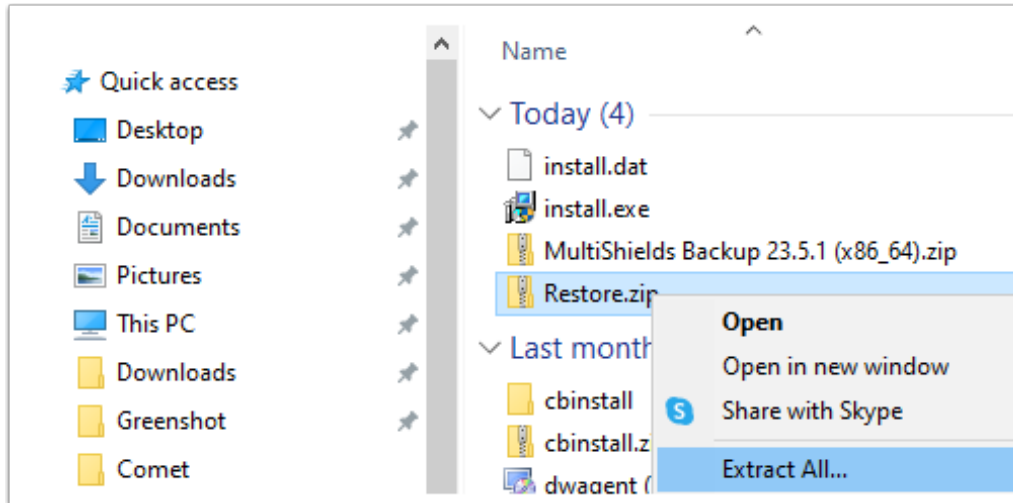 Name
Quick access
Desktop
Downloads
Documents
Pictures
This PC
Downloads
Greenshot
Comet
Today (4)
install.dat
install.exe
MultiShields Backup 23.5.1 (x86_64).zip
Restore.zip
Last month
cbinstall
cbinstall.z
dwagent (
Open
Open in new window
Share with Skype
Extract All...